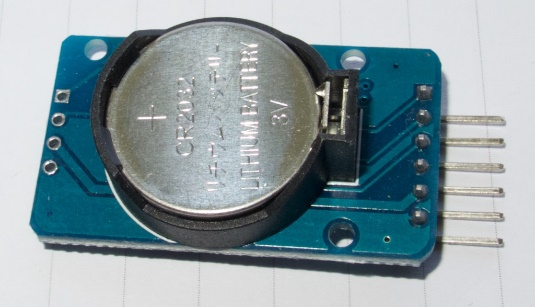 +
CR2032
LITHIUM BATTERY
3V